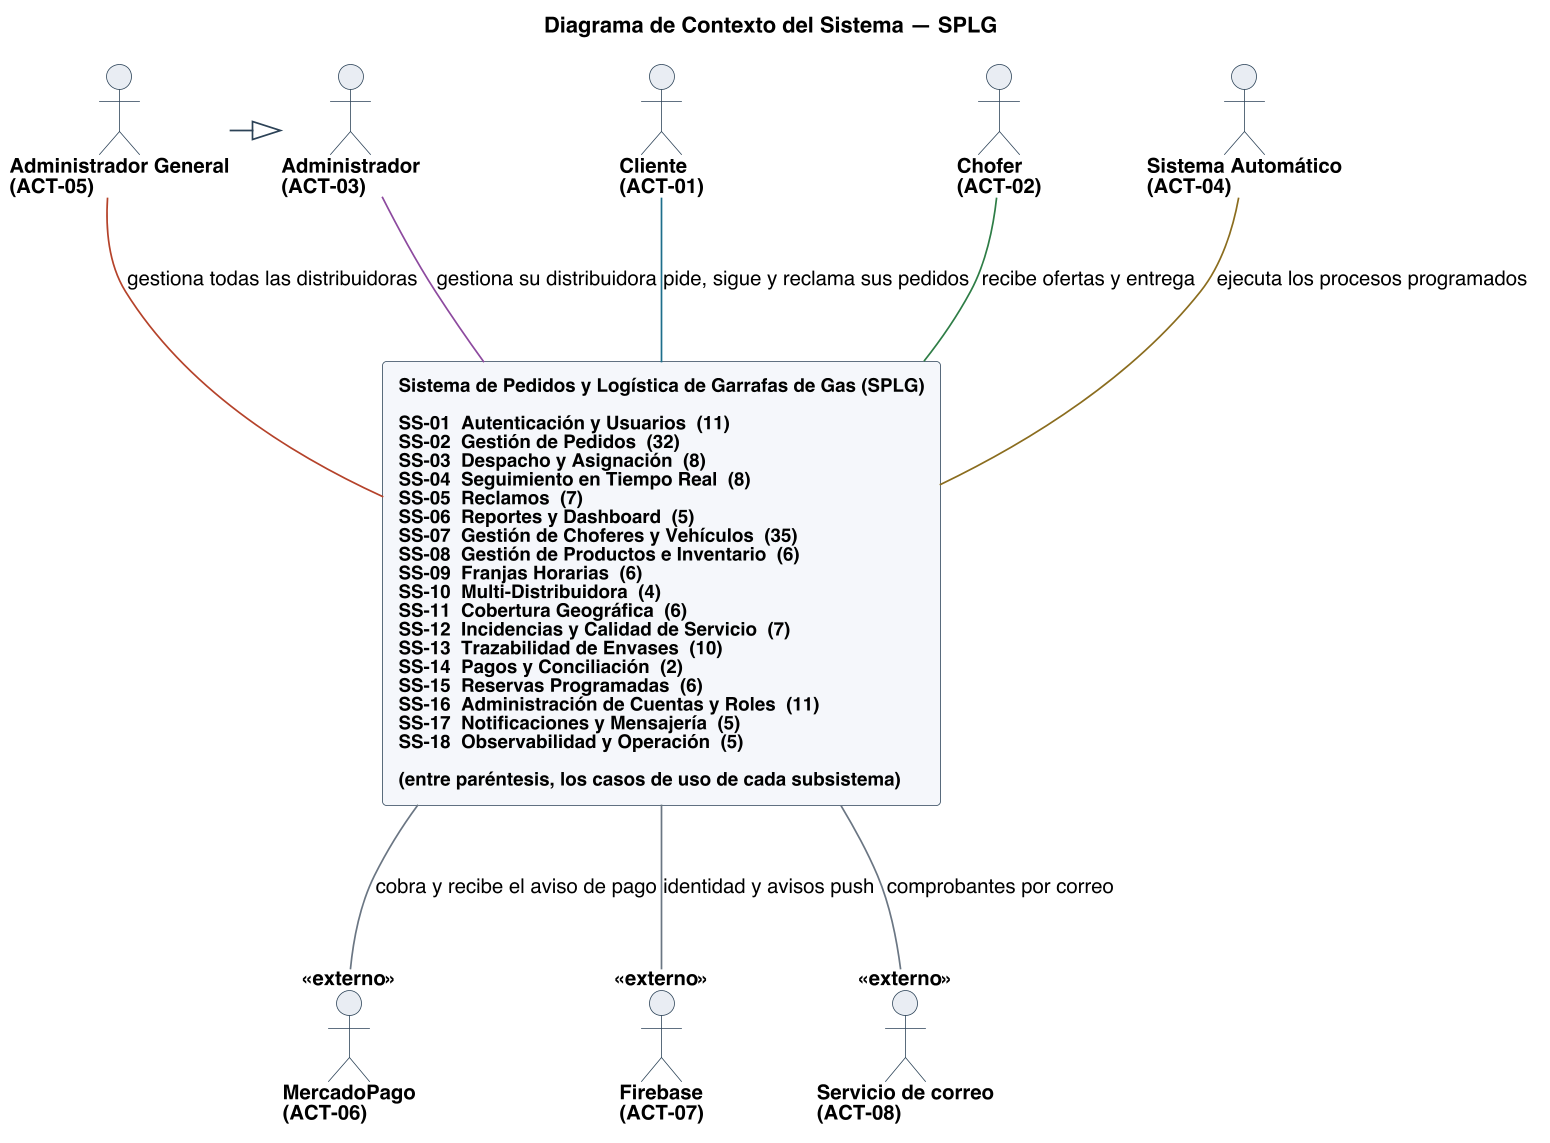 Diagrama de Contexto del Sistema — SPLG
Administrador General
(ACT-05)
Administrador
(ACT-03)
Cliente
(ACT-01)
Chofer
(ACT-02)
Sistema Automático
(ACT-04)
gestiona todas las distribuidoras
gestiona su distribuidora
pide, sigue y reclama sus pedidos
recibe ofertas y entrega
ejecuta los procesos programados
Sistema de Pedidos y Logística de Garrafas de Gas (SPLG)
SS-01 Autenticación y Usuarios (11)
SS-02 Gestión de Pedidos (32)
SS-03 Despacho y Asignación (8)
SS-04 Seguimiento en Tiempo Real (8)
SS-05 Reclamos (7)
SS-06 Reportes y Dashboard (5)
SS-07 Gestión de Choferes y Vehículos (35)
SS-08 Gestión de Productos e Inventario (6)
SS-09 Franjas Horarias (6)
SS-10 Multi-Distribuidora (4)
SS-11 Cobertura Geográfica (6)
SS-12 Incidencias y Calidad de Servicio (7)
SS-13 Trazabilidad de Envases (10)
SS-14 Pagos y Conciliación (2)
SS-15 Reservas Programadas (6)
SS-16 Administración de Cuentas y Roles (11)
SS-17 Notificaciones y Mensajería (5)
SS-18 Observabilidad y Operación (5)
(entre paréntesis, los casos de uso de cada subsistema)
cobra y recibe el aviso de pago
identidad y avisos push
comprobantes por correo
«externo»
MercadoPago
(ACT-06)
«externo»
Firebase
(ACT-07)
«externo»
Servicio de correo
(ACT-08)